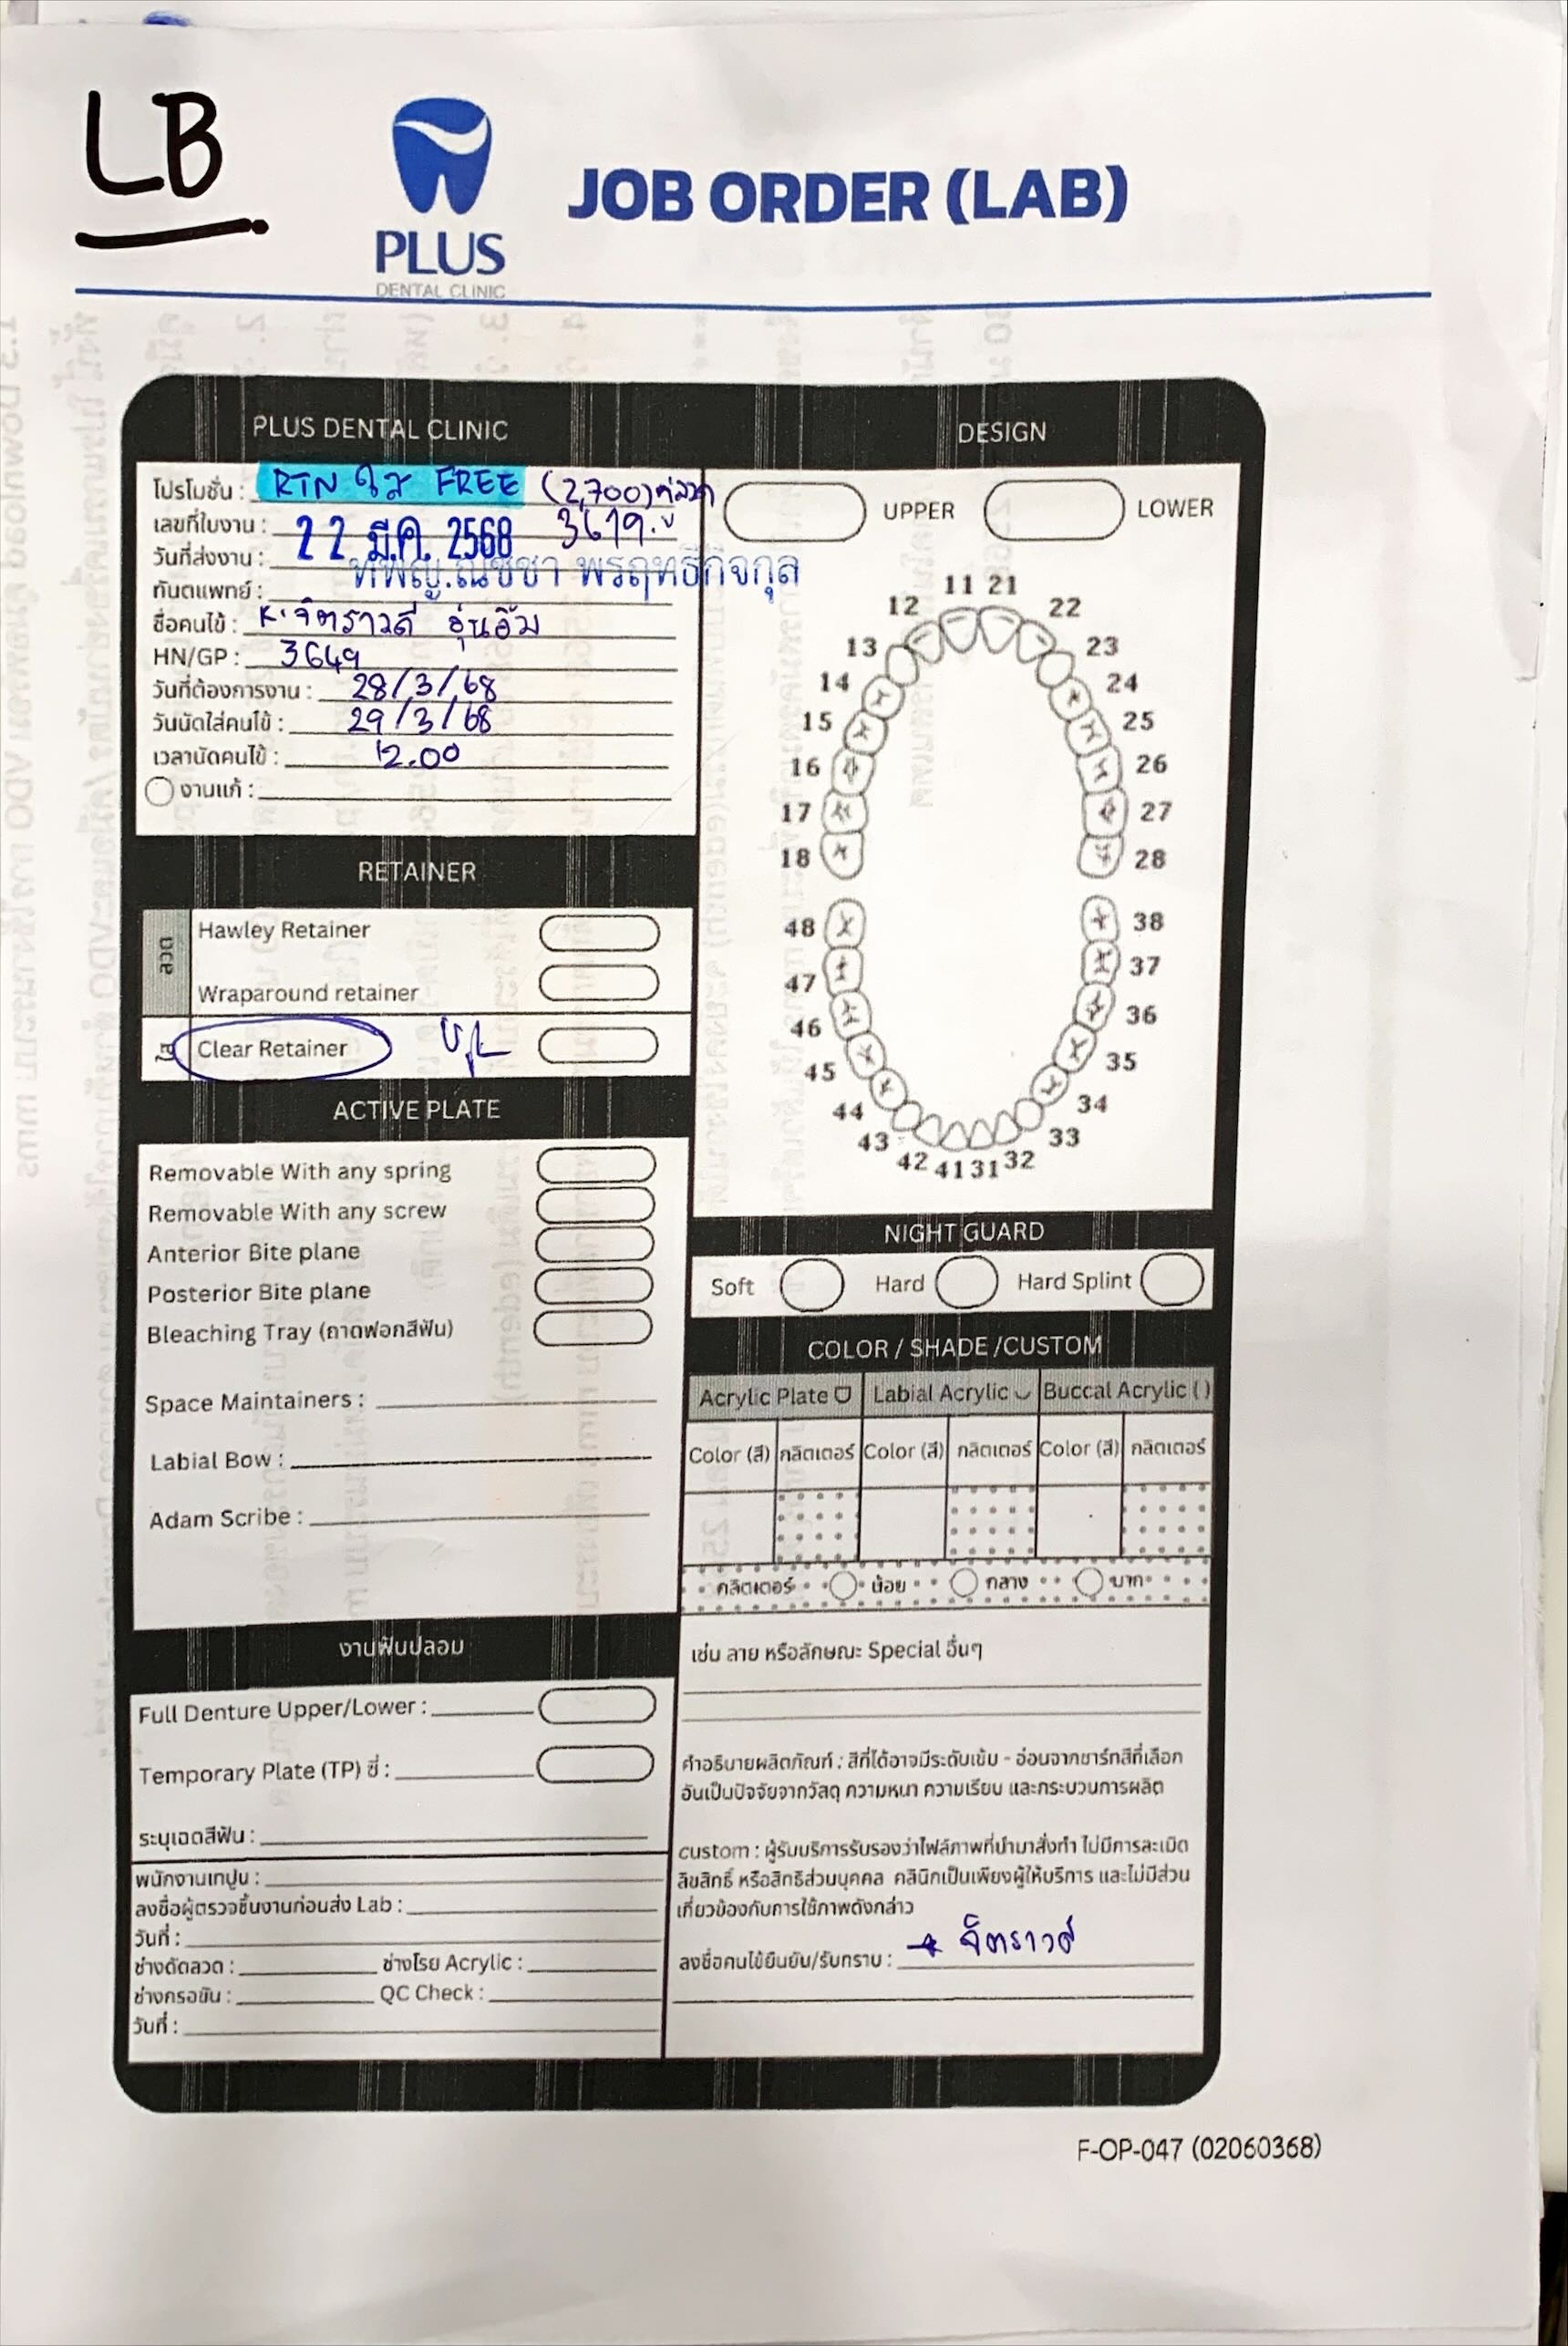 LB
PLUS
DENTAL CLINIC
JOB ORDER (LAB)
PLUS DENTAL CLINIC
โปรโมชั่น : RTN ใส FREE (2,700)
เลขที่ใบงาน : 3679.-
วันที่ส่งงาน : 22 มี.ค. 2568
ทันตแพทย์ : ทพญ.ณัชชา พรฤทธิ์กิจกุล
ชื่อคนไข้ : K.จิตราวดี อุ่นอิ่ม
HN/GP : 3649
วันที่ต้องการงาน : 28/3/68
วันนัดใส่คนไข้ : 29/3/68
เวลานัดคนไข้ : 12.00
งานแก้ :
RETAINER
ลวด
Hawley Retainer
Wraparound retainer
ใส
Clear Retainer U/L
ACTIVE PLATE
Removable With any spring
Removable With any screw
Anterior Bite plane
Posterior Bite plane
Bleaching Tray (ถาดฟอกสีฟัน)
Space Maintainers :
Labial Bow :
Adam Scribe :
งานฟันปลอม
Full Denture Upper/Lower :
Temporary Plate (TP) ซี่ :
ระบุเฉดสีฟัน :
พนักงานเทปูน :
ลงชื่อผู้ตรวจชิ้นงานก่อนส่ง Lab :
วันที่ :
ช่างดัดลวด : ช่างโรย Acrylic :
ช่างกรอขัน : QC Check :
วันที่ :
DESIGN
UPPER LOWER
11 21
12 22
13 23
14 24
15 25
16 26
17 27
18 28
48 38
47 37
46 36
45 35
44 34
43 33
42 41 31 32
NIGHT GUARD
Soft Hard Hard Splint
COLOR / SHADE /CUSTOM
Acrylic Plate Labial Acrylic Buccal Acrylic ( )
Color (สี) กลิตเตอร์ Color (สี) กลิตเตอร์ Color (สี) กลิตเตอร์
กลิตเตอร์ น้อย กลาง มาก
เช่น ลาย หรือลักษณะ Special อื่นๆ
คำอธิบายผลิตภัณฑ์ : สีที่ได้อาจมีระดับเข้ม - อ่อนจากชาร์ทสีที่เลือก
อันเป็นปัจจัยจากวัสดุ ความหนา ความเรียบ และกระบวนการผลิต
custom : ผู้รับบริการรับรองว่าไฟล์ภาพที่นำมาสั่งทำ ไม่มีการละเมิด
ลิขสิทธิ์ หรือสิทธิส่วนบุคคล คลินิกเป็นเพียงผู้ให้บริการ และไม่มีส่วน
เกี่ยวข้องกับการใช้ภาพดังกล่าว
ลงชื่อคนไข้ยืนยัน/รับทราบ : จิตราวดี
F-OP-047 (02060368)